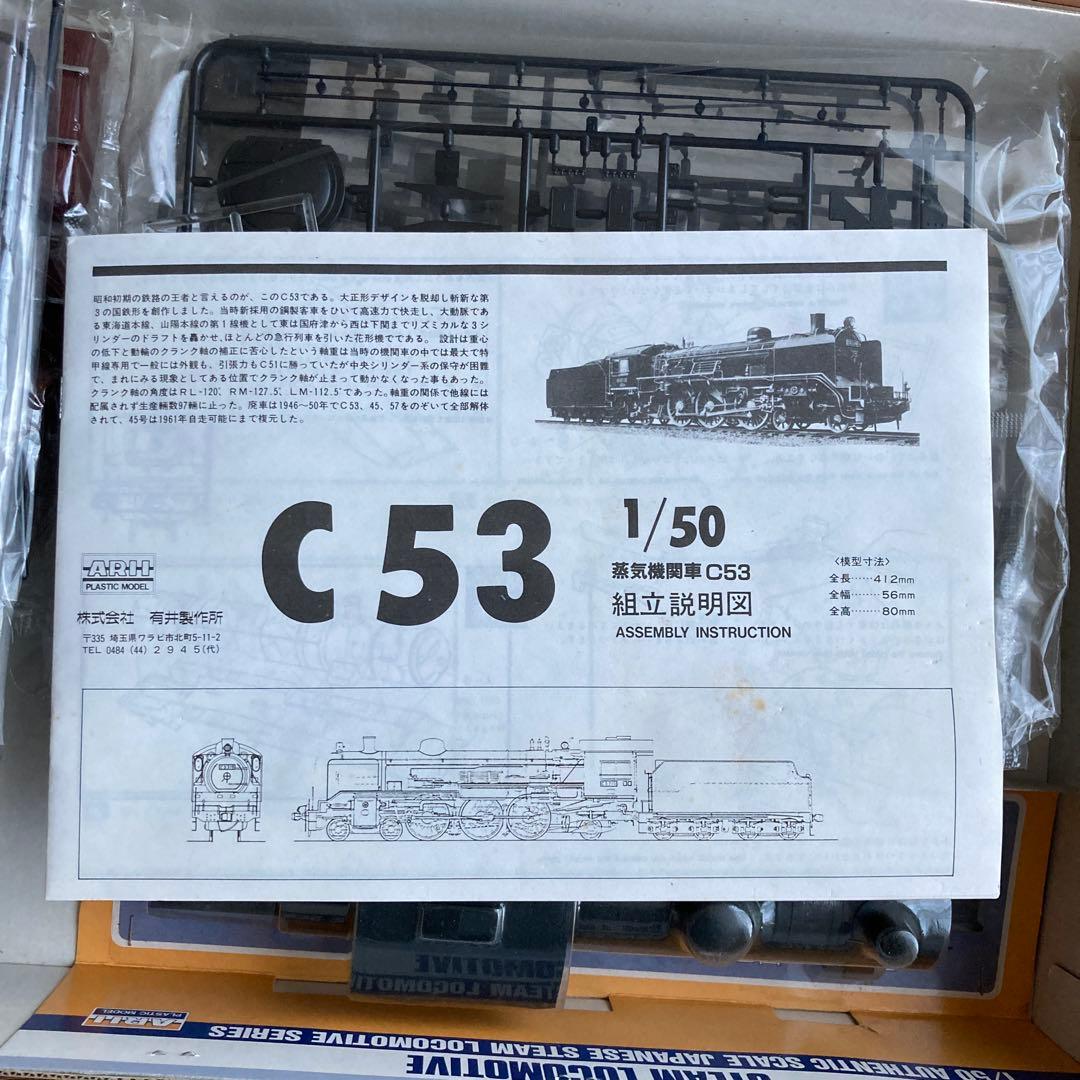 昭和初期の鉄路の王者と言えるのが、このC53である。大正形デザインを脱却し斬新な第
3の国鉄形を創作しました。当時新採用の鋼製客車をひいて高速力で快走し、大動脈であ
る東海道本線、山陽本線の第1線機として東は国府津から西は下関までリズミカルな3シ
リンダーのドラフトを轟かせ、ほとんどの急行列車を引いた花形機でである。設計は重心
の低下と動輪のクランク軸の補正に苦心したという軸重は当時の機関車の中では最大で特
甲線専用で一般には外観も、引張力もC51に勝っていたが中央シリンダー系の保守が困難
で、まれにみる現象としてある位置でクランク軸が止まって動かなくなった事もあった。
クランク軸の角度はRL-120°、RM-127.5°、LM-112.5°であった。軸重の関係で他線には
配属されず生産輛数97輛に止った。廃車は1946〜50年でC53、45、57をのぞいて全部解体
されて、45号は1961年自走可能にまで復元した。
C53
1/50
蒸気機関車C53
組立説明図
ASSEMBLY INSTRUCTION
〈模型寸法〉
全長……412mm
全幅……56mm
全高……80mm
ARII
PLASTIC MODEL
株式会社 有井製作所
〒335 埼玉県ワラビ市北町5-11-2
TEL 0484 (44) 2945(代)
STEAM LOCOMOTIVE
ARII
PLASTIC MODEL
1/50 AUTHENTIC SCALE JAPANESE STEAM LOCOMOTIVE SERIES
STEAM LOCOMOTIVE